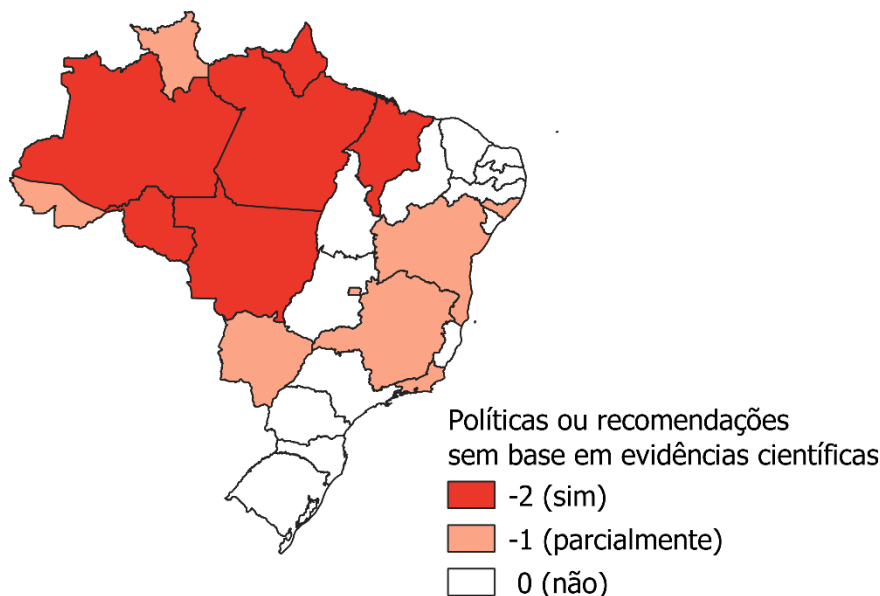 Políticas ou recomendações
sem base em evidências científicas
-2 (sim)
-1 (parcialmente)
0 (não)